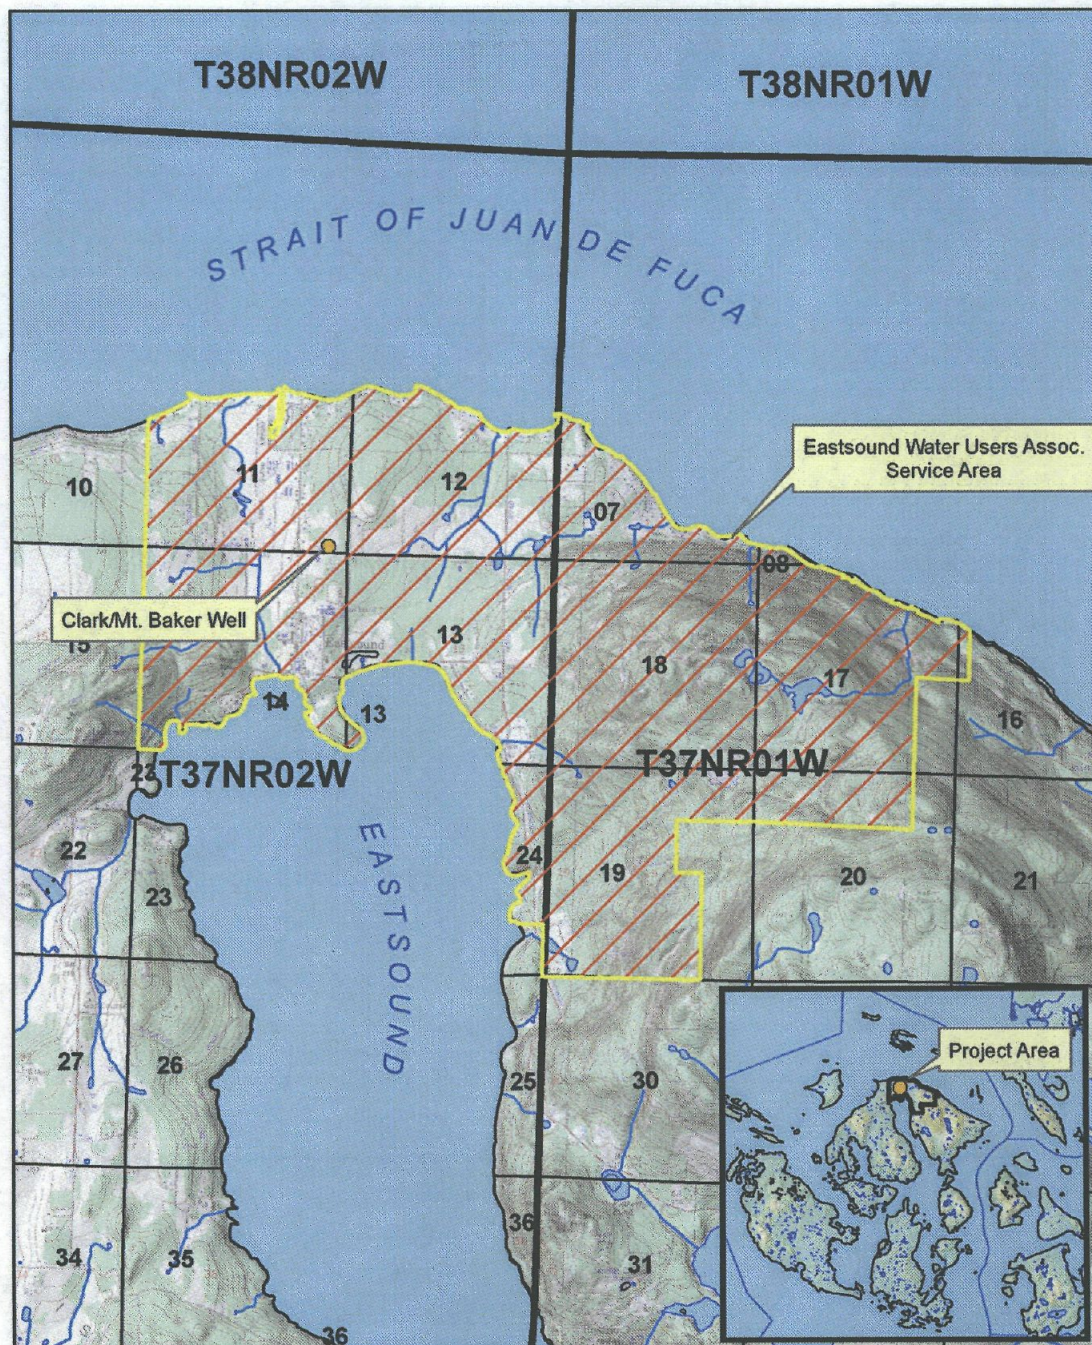 T38NR02W
T38NR01W
STRAIT OF JUAN DE FUCA
Eastsound Water Users Assoc.
Service Area
10
11
12
07
08
Clark/Mt. Baker Well
15
13
18
17
14
13
16
T37NR02W
T37NR01W
23
22
23
24
19
20
21
EASTSOUND
Project Area
27
26
25
30
34
35
36
31
36